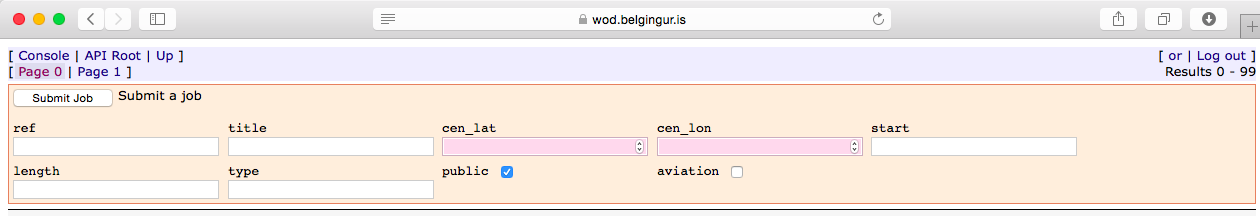 wod.belgingur.is
[ Console | API Root | Up ] [ or | Log out ]
[ Page 0 | Page 1 ] Results 0 - 99
Submit Job Submit a job
ref title cen_lat cen_lon start
length type public aviation